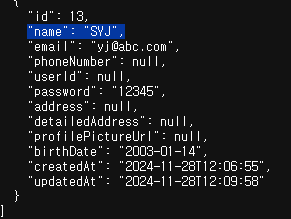 "id": 13,
"name": "SYJ",
"email": "yj@abc.com",
"phoneNumber": null,
"userId": null,
"password": "12345",
"address": null,
"detailedAddress": null,
"profilePictureUrl": null,
"birthDate": "2003-01-14",
"createdAt": "2024-11-28T12:06:55",
"updatedAt": "2024-11-28T12:09:58"
}
]